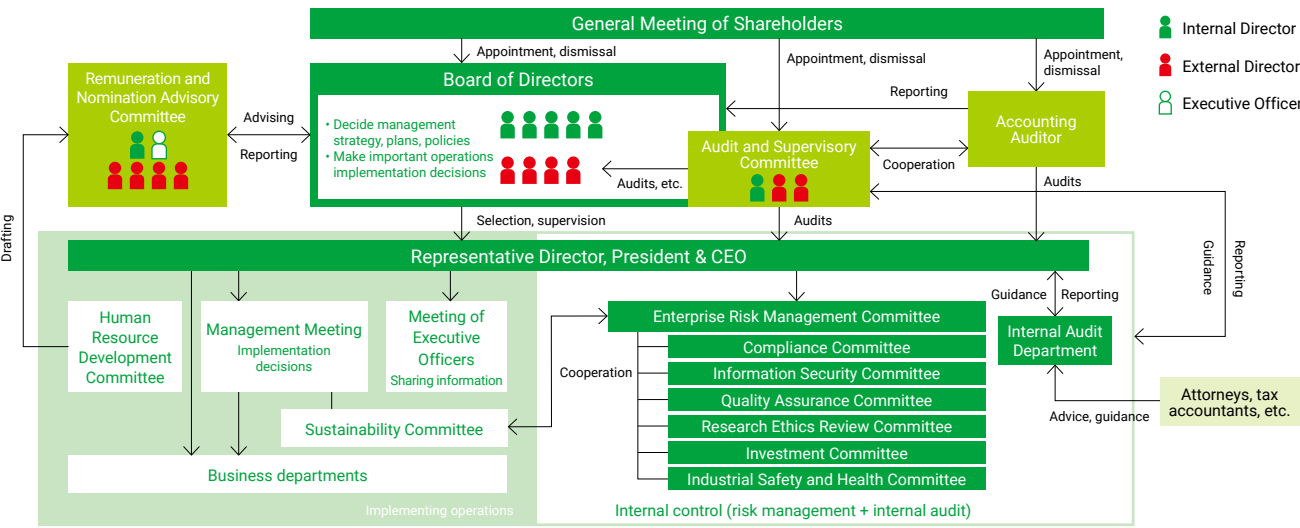 General Meeting of Shareholders
Internal Director
External Director
Executive Officer
Appointment, dismissal
Appointment, dismissal
Appointment,
dismissal
Remuneration and
Nomination Advisory
Committee
Advising
Reporting
Board of Directors
• Decide management
strategy, plans, policies
• Make important operations
implementation decisions
Reporting
Accounting
Auditor
Audit and Supervisory
Committee
Cooperation
Audits, etc.
Audits
Selection, supervision
Audits
Drafting
Guidance
Reporting
Representative Director, President & CEO
Human
Resource
Development
Committee
Management Meeting
Implementation
decisions
Meeting of
Executive
Officers
Sharing information
Cooperation
Enterprise Risk Management Committee
Compliance Committee
Information Security Committee
Quality Assurance Committee
Research Ethics Review Committee
Investment Committee
Industrial Safety and Health Committee
Guidance
Reporting
Internal Audit
Department
Attorneys, tax
accountants, etc.
Advice, guidance
Sustainability Committee
Business departments
Implementing operations
Internal control (risk management + internal audit)